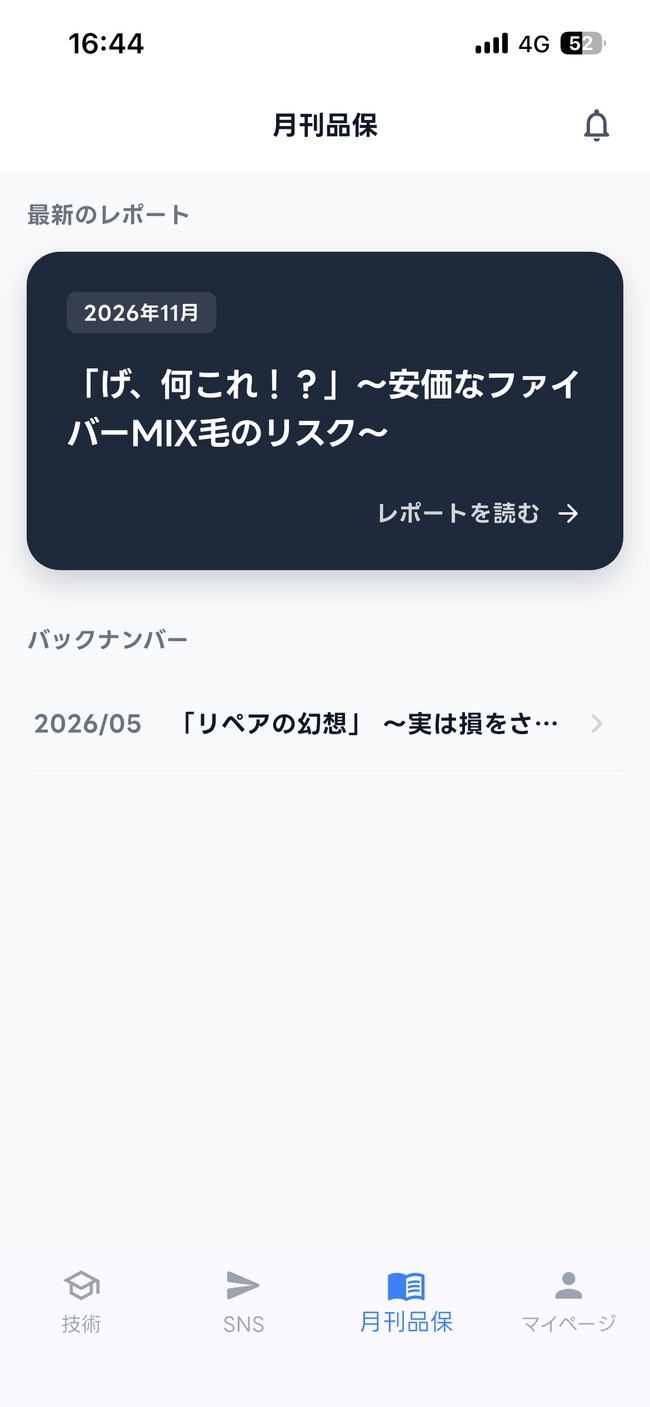 16:44
4G
52
月刊品保
最新のレポート
2026年11月
「げ、何これ！？」〜安価なファイ
バーMIX毛のリスク〜
レポートを読む →
バックナンバー
2026/05 「リペアの幻想」 〜実は損をさ…
技術
SNS
月刊品保
マイページ